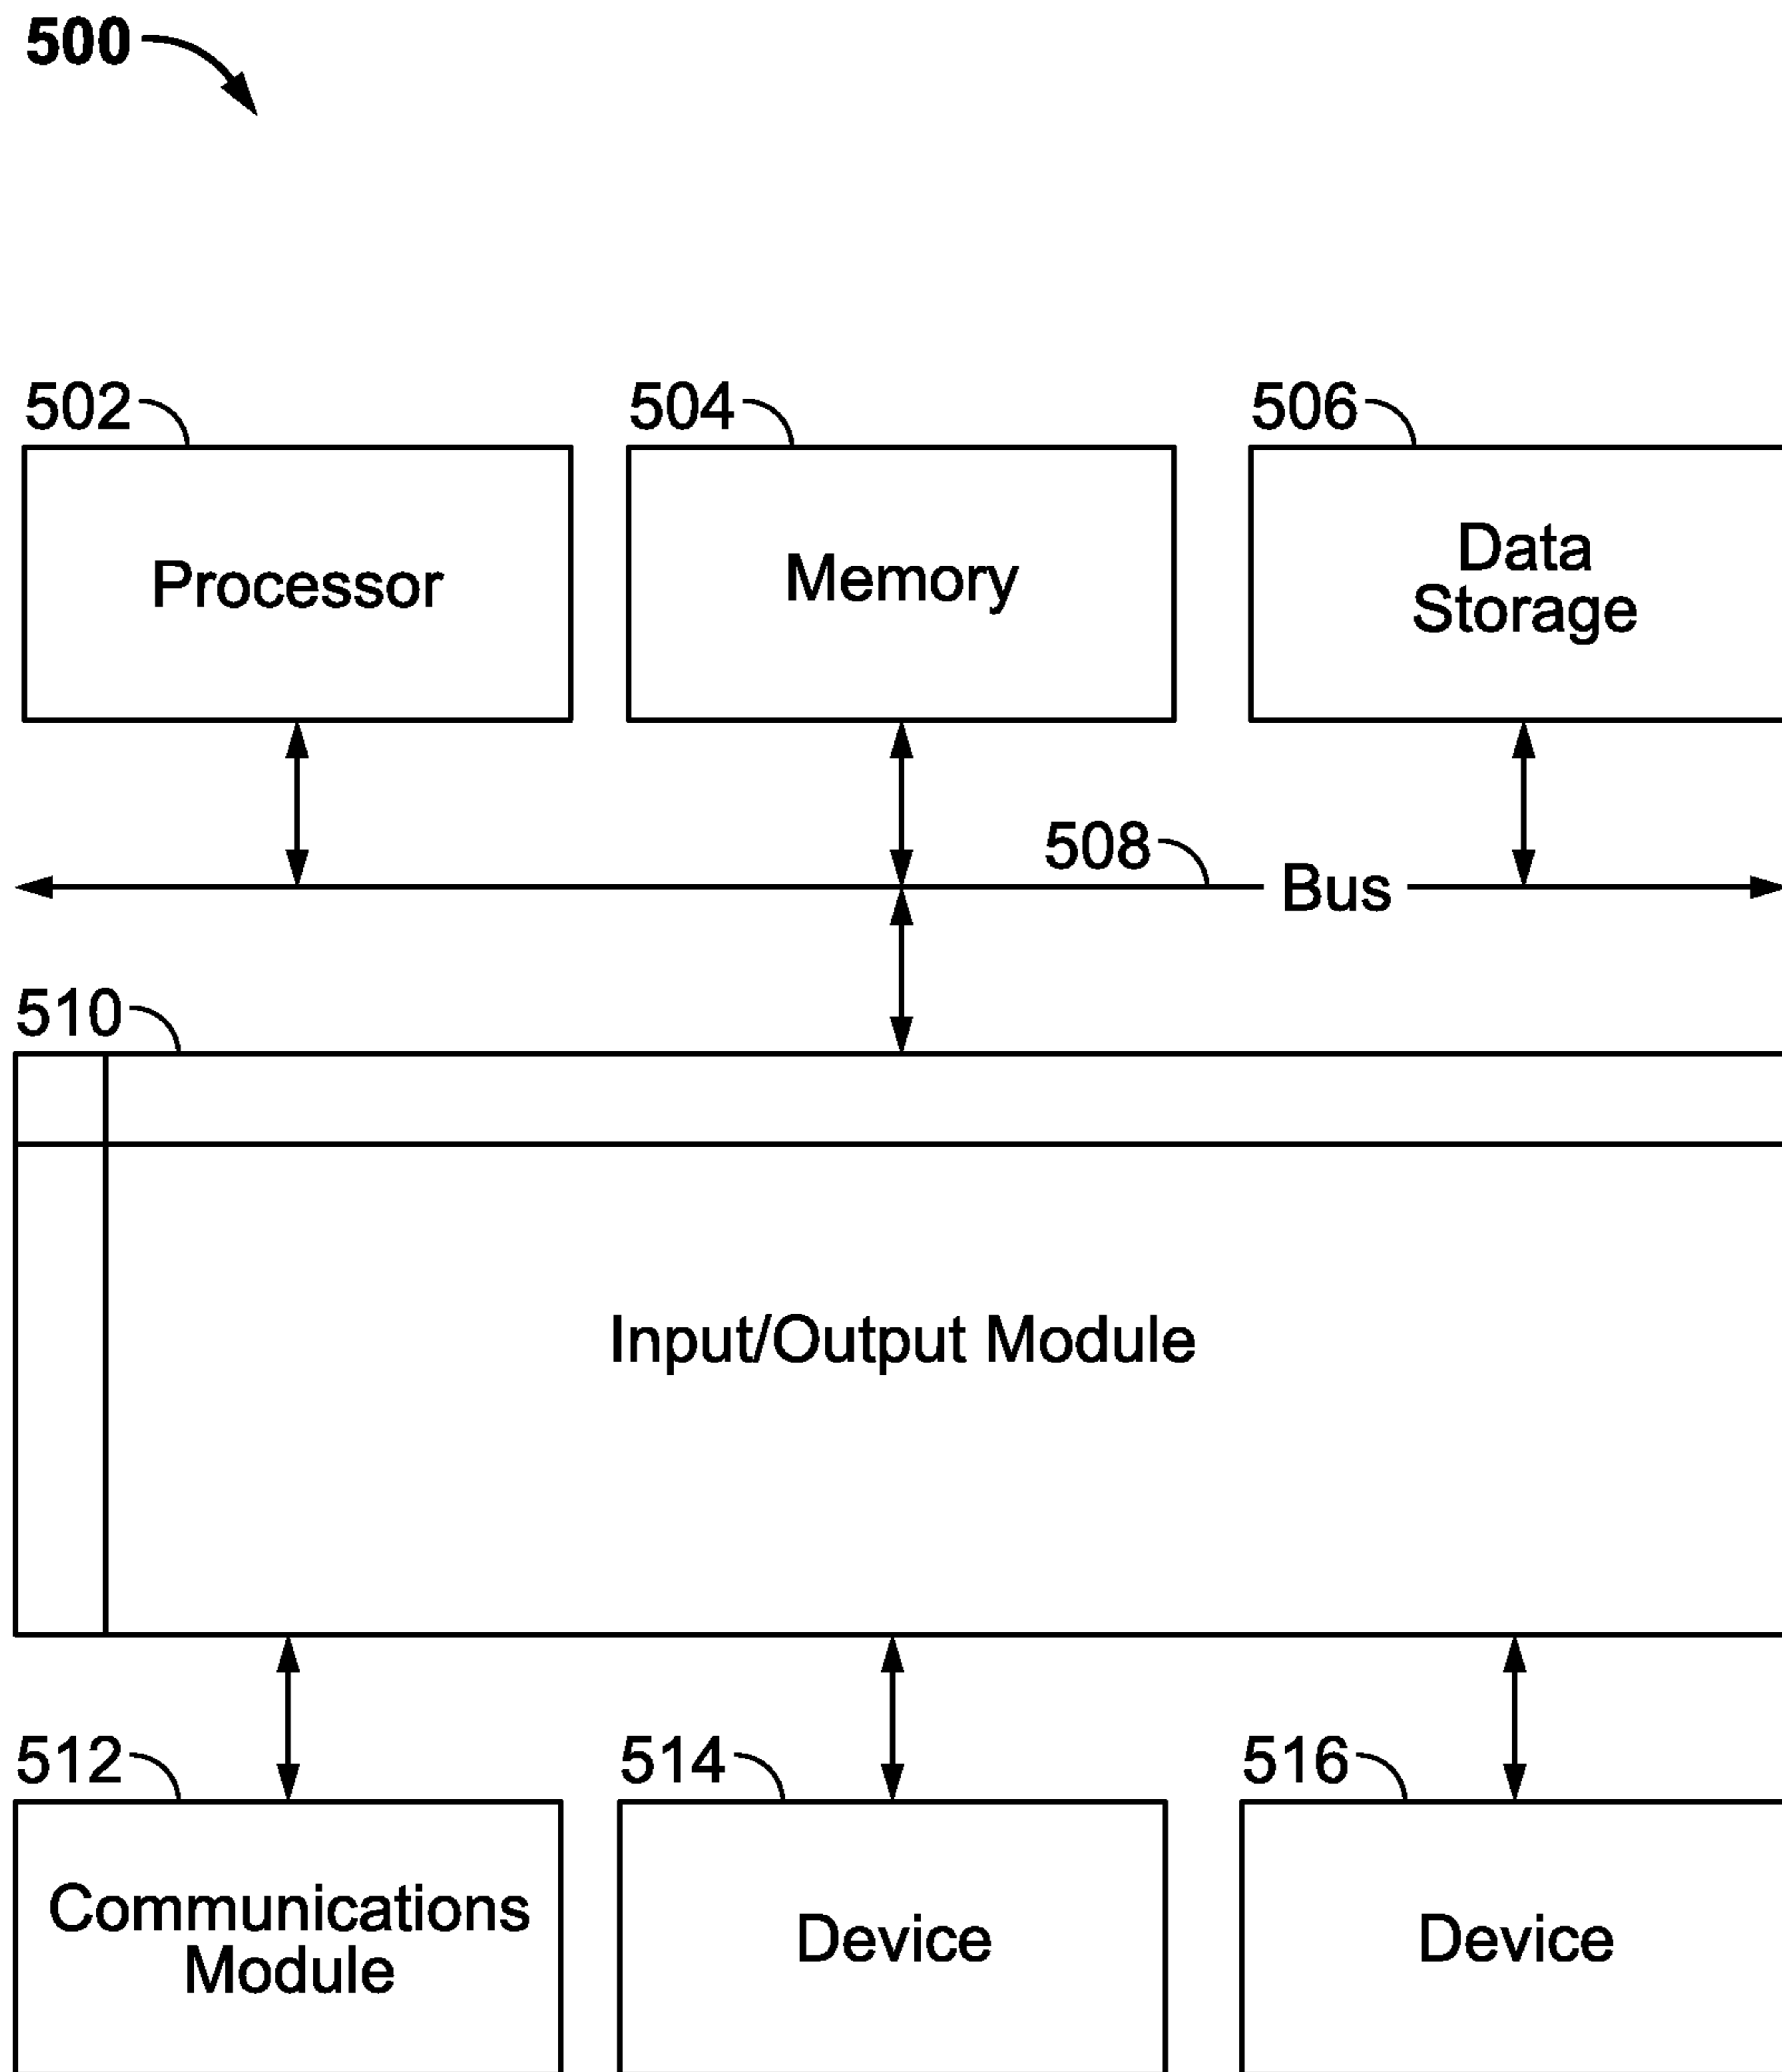 500
502
504
506
Processor
Memory
Data
Storage
508
Bus
510
Input/Output Module
512
514
516
Communications
Module
Device
Device